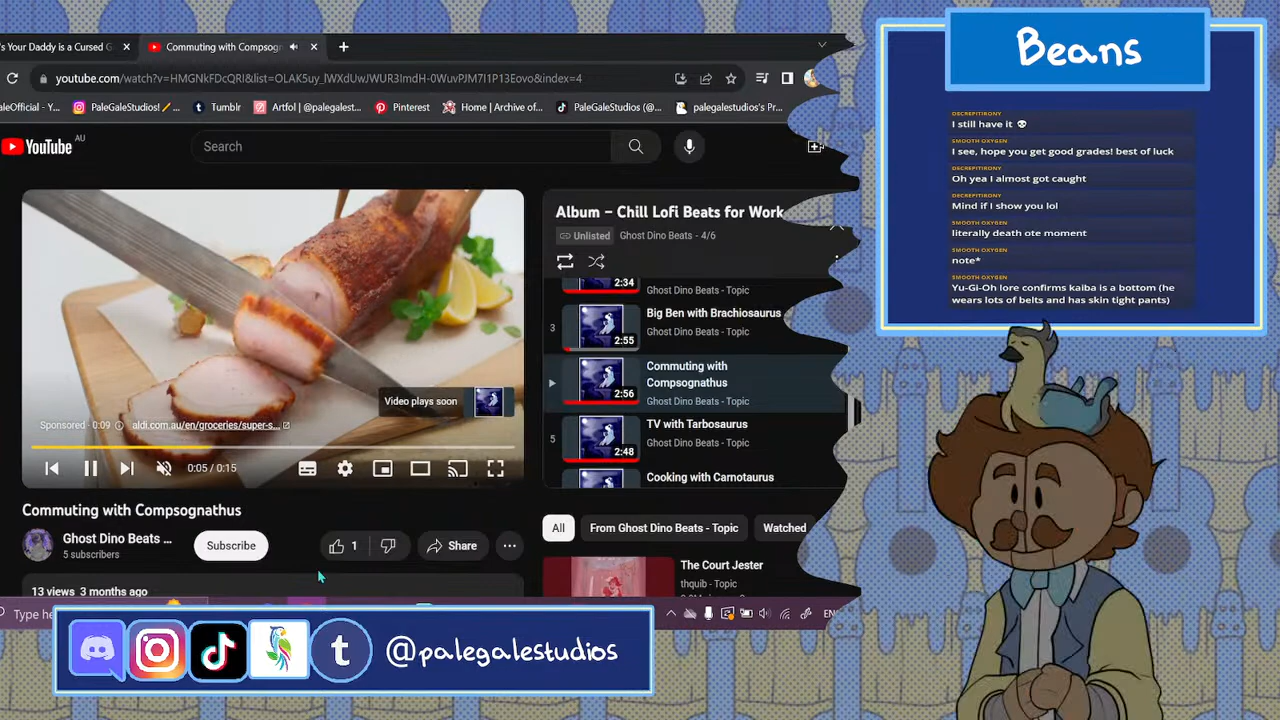 's Your Daddy is a Cursed G
Commuting with Compsogn
youtube.com/watch?v=HMGNkFDcQRI&list=OLAK5uy_lWXdUwJWUR3ImdH-0WuvPJM7I1P13Eovo&index=4
aleOfficial - Y...
PaleGaleStudios!
Tumblr
Artfol | @palegalest...
Pinterest
Home | Archive of...
PaleGaleStudios (@...
palegalestudios's Pr...
YouTube AU
Search
Album – Chill Lofi Beats for Work
Unlisted
Ghost Dino Beats - 4/6
2:34
Ghost Dino Beats - Topic
3
Big Ben with Brachiosaurus
2:55
Ghost Dino Beats - Topic
Commuting with
Compsognathus
2:56
Ghost Dino Beats - Topic
5
TV with Tarbosaurus
2:48
Ghost Dino Beats - Topic
Cooking with Carnotaurus
Video plays soon
Sponsored · 0:09
aldi.com.au/en/groceries/super-s...
0:05 / 0:15
Commuting with Compsognathus
Ghost Dino Beats ...
5 subscribers
Subscribe
1
Share
13 views 3 months ago
All
From Ghost Dino Beats - Topic
Watched
The Court Jester
thquib - Topic
Type he
EN
t
@palegalestudios
Beans
DECREPITIRONY
I still have it 💀
SMOOTH OXYGEN
I see, hope you get good grades! best of luck
DECREPITIRONY
Oh yea I almost got caught
DECREPITIRONY
Mind if I show you lol
SMOOTH OXYGEN
literally death ote moment
SMOOTH OXYGEN
note*
SMOOTH OXYGEN
Yu-Gi-Oh lore confirms kaiba is a bottom (he
wears lots of belts and has skin tight pants)